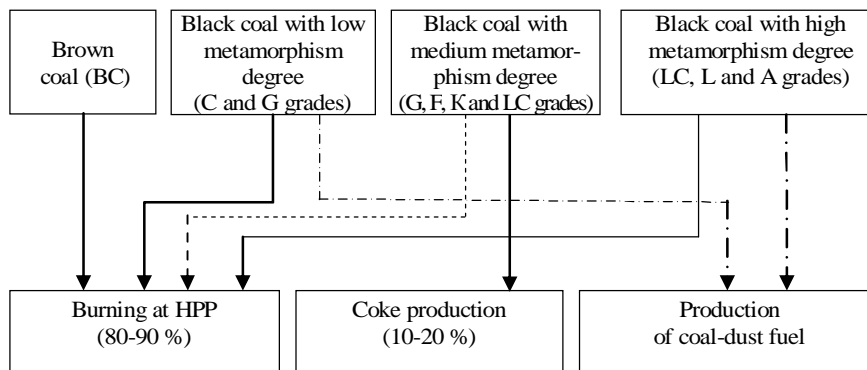 Brown
coal (BC)
Black coal with low
metamorphism
degree
(C and G grades)
Black coal with
medium metamor-
phism degree
(G, F, K and LC grades)
Black coal with high
metamorphism degree
(LC, L and A grades)
Burning at HPP
(80-90 %)
Coke production
(10-20 %)
Production
of coal-dust fuel